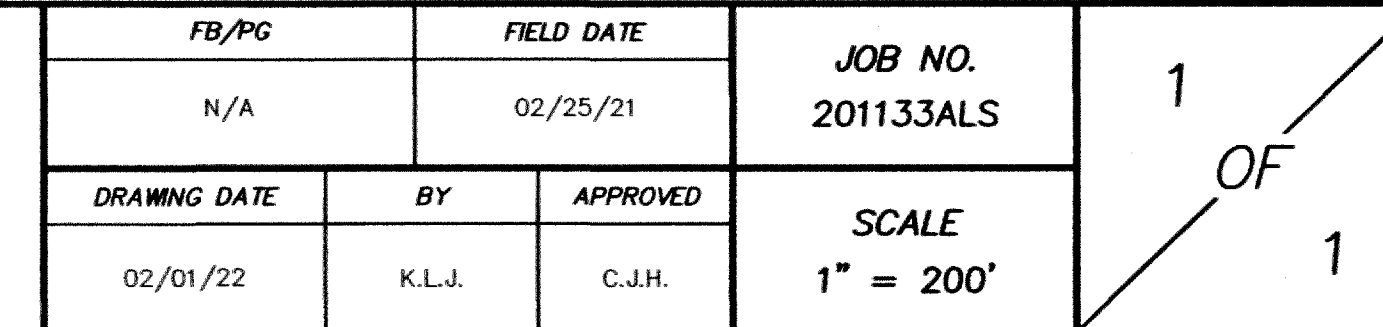 FB/PG
FIELD DATE
JOB NO.
N/A
02/25/21
201133ALS
1
OF
1
DRAWING DATE
BY
APPROVED
SCALE
02/01/22
K.L.J.
C.J.H.
1" = 200'